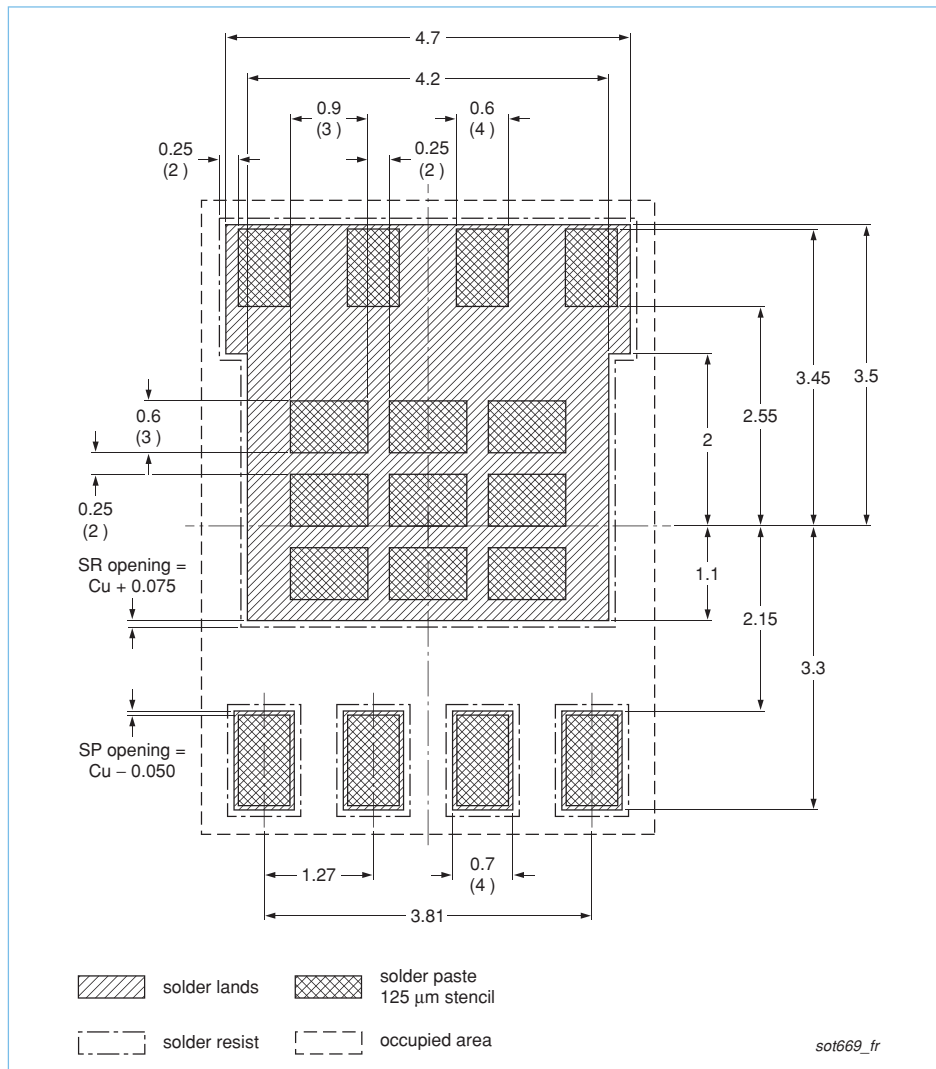 4.7
4.2
0.9
(3 )
0.6
(4 )
0.25
(2 )
0.25
(2 )
3.45
3.5
2.55
2
0.6
(3 )
0.25
(2 )
SR opening =
Cu + 0.075
1.1
2.15
3.3
SP opening =
Cu – 0.050
1.27
0.7
(4 )
3.81
solder lands
solder paste
125 μm stencil
solder resist
occupied area
sot669_fr